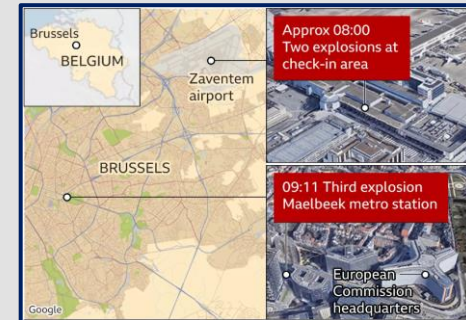 Brussels
BELGIUM
Zaventem
airport
BRUSSELS
Google
Approx 08:00
Two explosions at
check-in area
09:11 Third explosion
Maelbeek metro station
European
Commission
headquarters